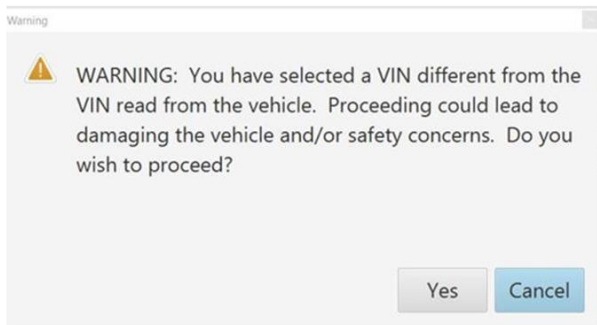 Warning
WARNING:  You have selected a VIN different from the
VIN read from the vehicle.  Proceeding could lead to
damaging the vehicle and/or safety concerns.  Do you
wish to proceed?
Yes
Cancel